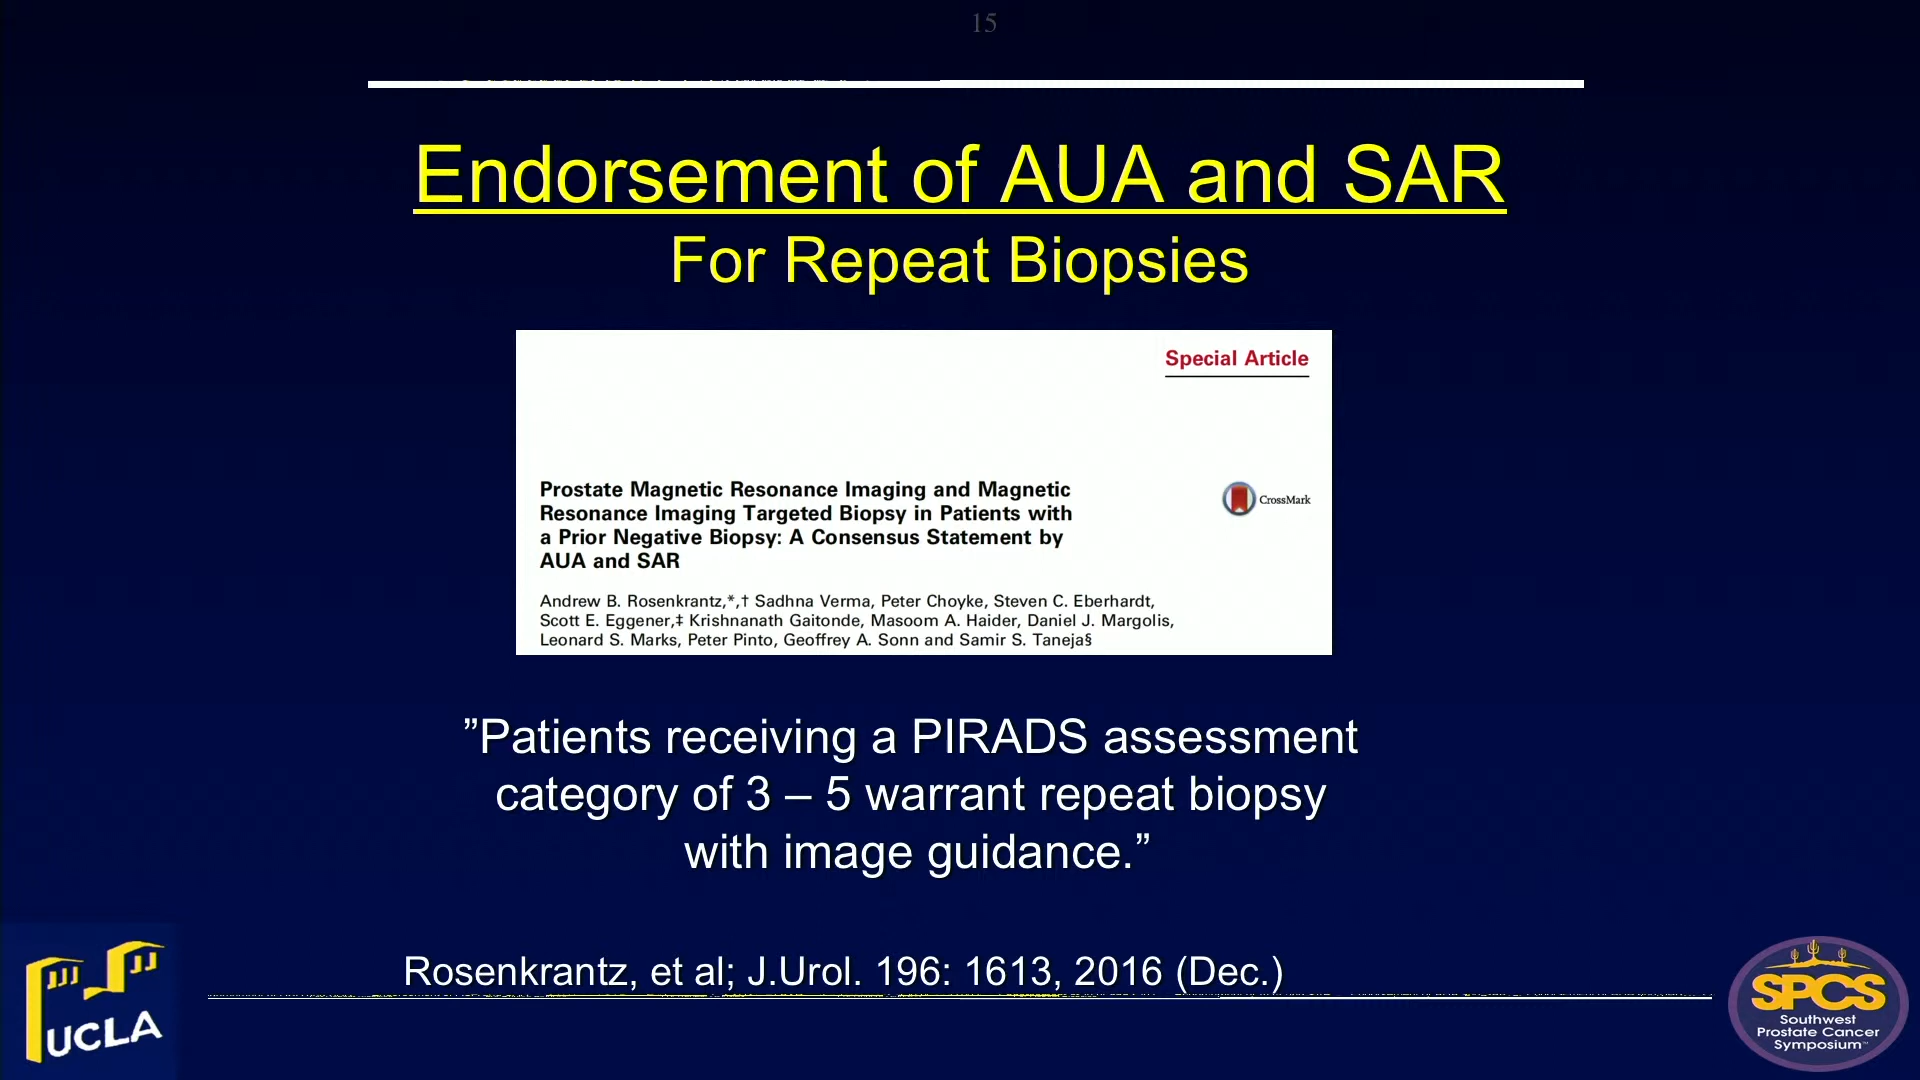 15
Endorsement of AUA and SAR
For Repeat Biopsies
Special Article
Prostate Magnetic Resonance Imaging and Magnetic
Resonance Imaging Targeted Biopsy in Patients with
a Prior Negative Biopsy: A Consensus Statement by
AUA and SAR
CrossMark
Andrew B. Rosenkrantz,*,† Sadhna Verma, Peter Choyke, Steven C. Eberhardt,
Scott E. Eggener,‡ Krishnanath Gaitonde, Masoom A. Haider, Daniel J. Margolis,
Leonard S. Marks, Peter Pinto, Geoffrey A. Sonn and Samir S. Taneja§
”Patients receiving a PIRADS assessment
category of 3 – 5 warrant repeat biopsy
with image guidance.”
Rosenkrantz, et al; J.Urol. 196: 1613, 2016 (Dec.)
UCLA
SPCS
Southwest
Prostate Cancer
Symposium™